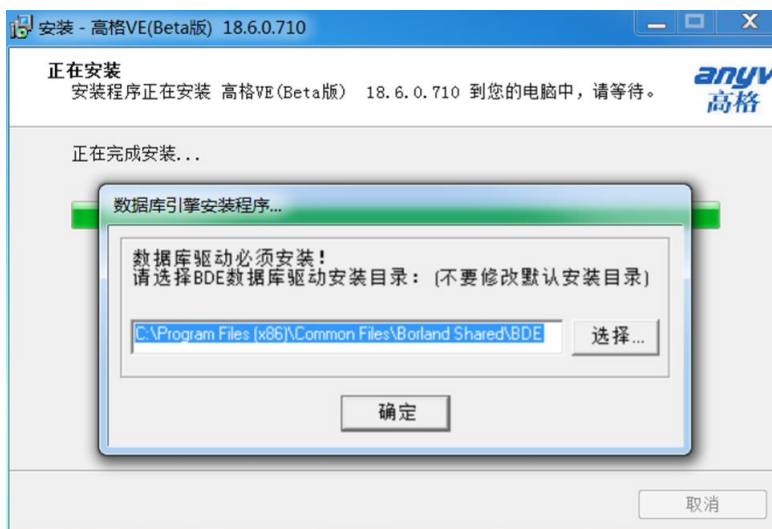 安装 - 高格VE(Beta版) 18.6.0.710
正在安装
安装程序正在安装 高格VE(Beta版) 18.6.0.710 到您的电脑中，请等待。
anyv
高格
正在完成安装...
数据库引擎安装程序...
数据库驱动必须安装!
请选择BDE数据库驱动安装目录: (不要修改默认安装目录)
C:\Program Files (x86)\Common Files\Borland Shared\BDE
选择...
确定
取消